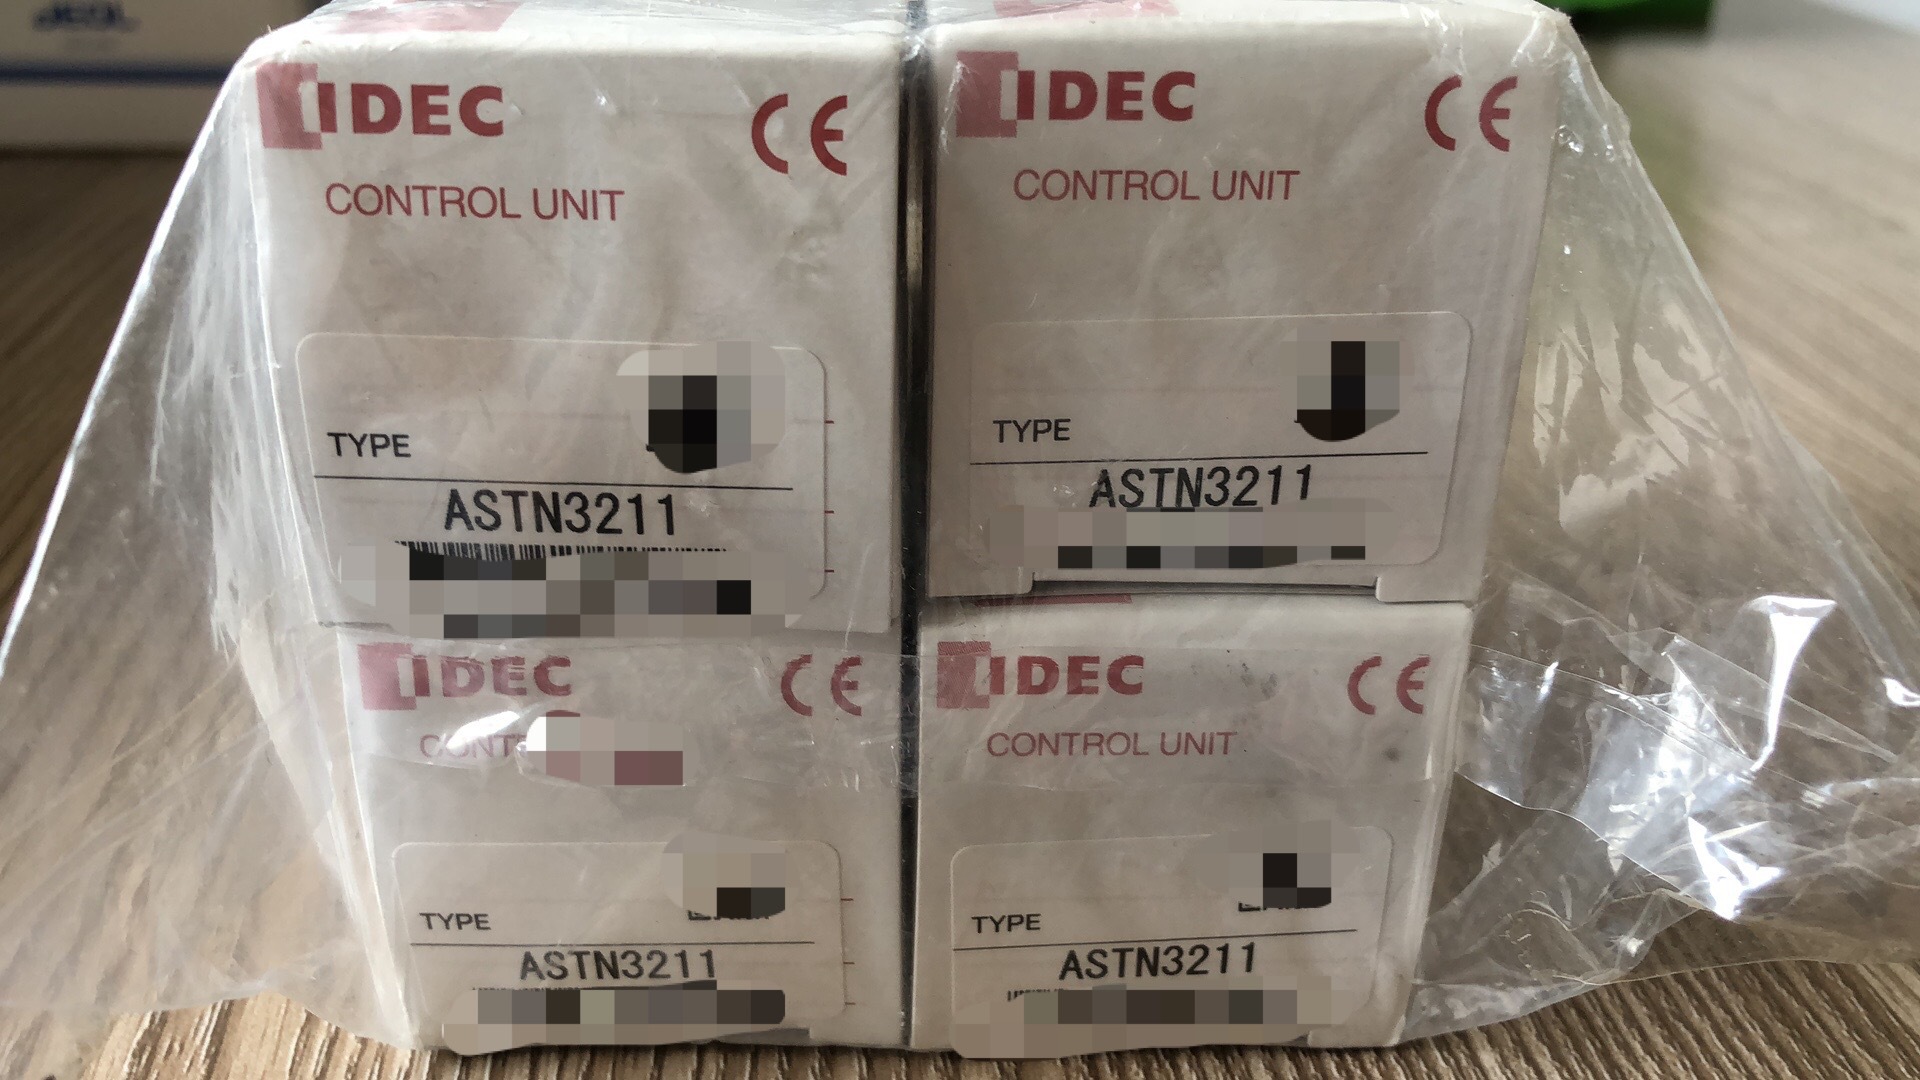 IDEC
CE
CONTROL UNIT
TYPE
ASTN3211
IDEC
CE
CONTROL UNIT
TYPE
ASTN3211
IDEC
CE
TYPE
ASTN3211
IDEC
CE
CONTROL UNIT
TYPE
ASTN3211